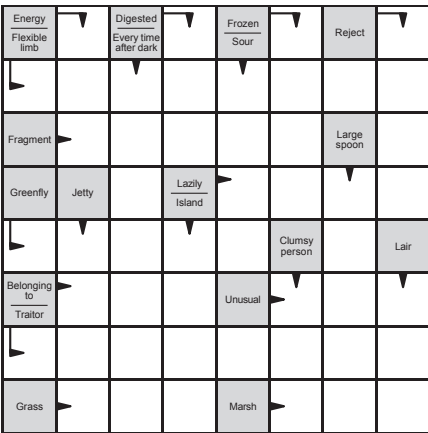 Energy
Flexible
limb
Digested
Every time
after dark
Frozen
Sour
Reject
Fragment
Large
spoon
Greenfly
Jetty
Lazily
Island
Clumsy
person
Lair
Belonging
to
Traitor
Unusual
Grass
Marsh